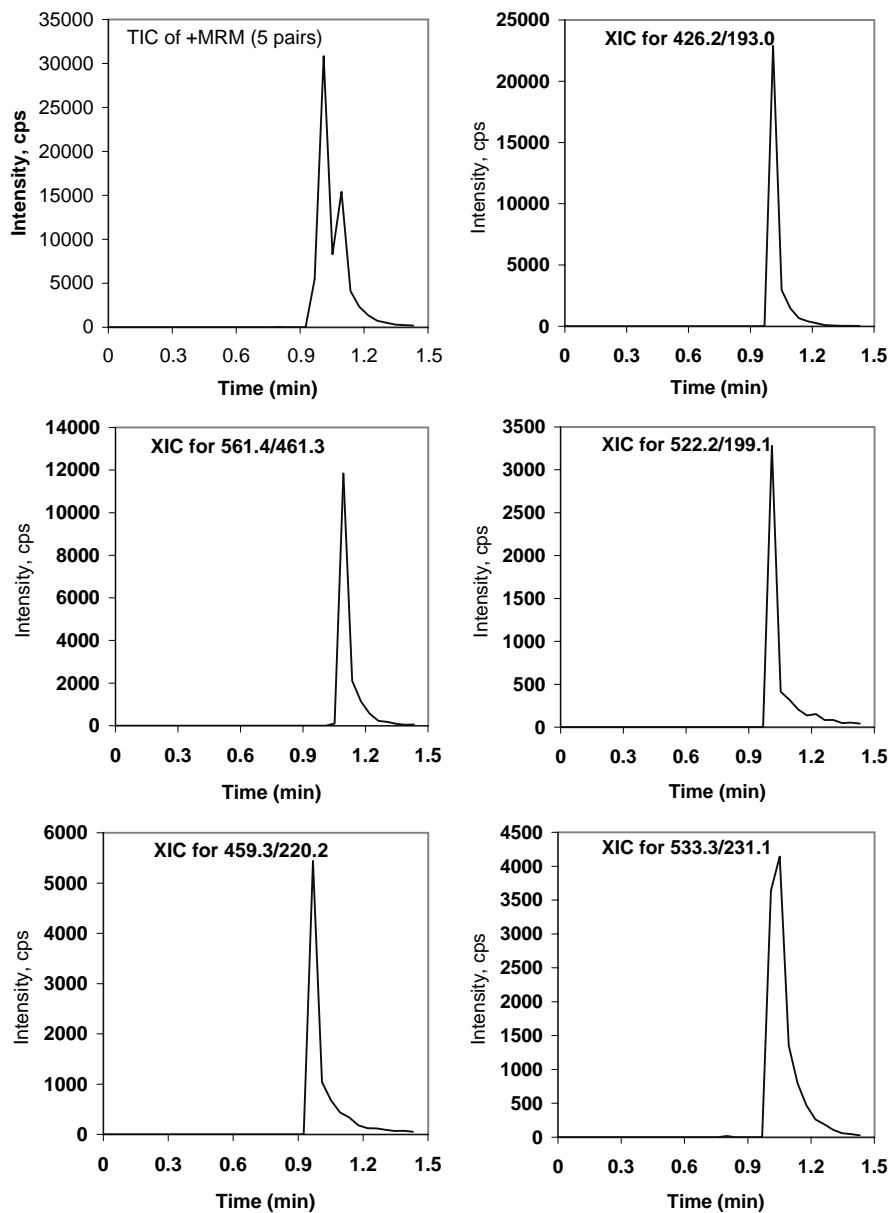 TIC of +MRM (5 pairs)
Intensity, cps
35000
30000
25000
20000
15000
10000
5000
0
0 0.3 0.6 0.9 1.2 1.5
Time (min)
XIC for 426.2/193.0
Intensity, cps
25000
20000
15000
10000
5000
0
0 0.3 0.6 0.9 1.2 1.5
Time (min)
XIC for 561.4/461.3
Intensity, cps
14000
12000
10000
8000
6000
4000
2000
0
0 0.3 0.6 0.9 1.2 1.5
Time (min)
XIC for 522.2/199.1
Intensity, cps
3500
3000
2500
2000
1500
1000
500
0
0 0.3 0.6 0.9 1.2 1.5
Time (min)
XIC for 459.3/220.2
Intensity, cps
6000
5000
4000
3000
2000
1000
0
0 0.3 0.6 0.9 1.2 1.5
Time (min)
XIC for 533.3/231.1
Intensity, cps
4500
4000
3500
3000
2500
2000
1500
1000
500
0
0 0.3 0.6 0.9 1.2 1.5
Time (min)